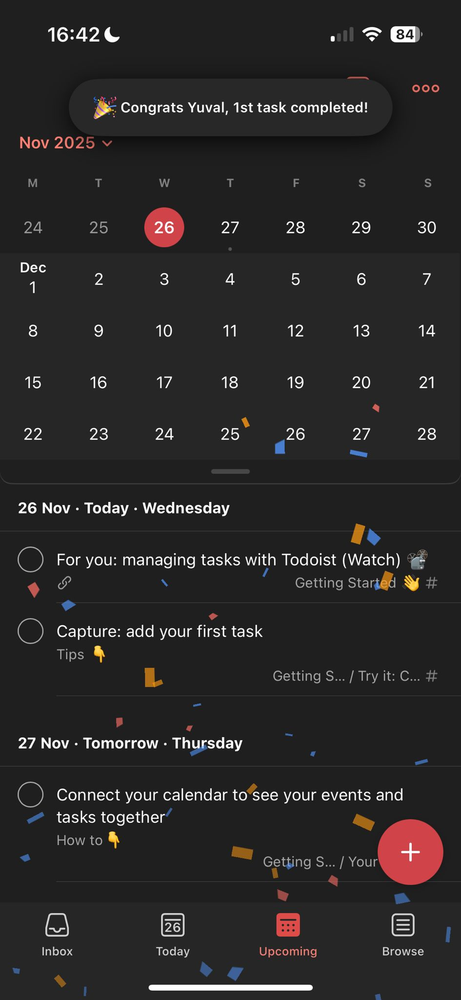 16:42
84
🎉 Congrats Yuval, 1st task completed!
Nov 2025
M T W T F S S
24 25 26 27 28 29 30
Dec
1 2 3 4 5 6 7
8 9 10 11 12 13 14
15 16 17 18 19 20 21
22 23 24 25 26 27 28
26 Nov · Today · Wednesday
For you: managing tasks with Todoist (Watch) 📽️
Getting Started 👋 #
Capture: add your first task
Tips 👇
Getting S... / Try it: C... #
27 Nov · Tomorrow · Thursday
Connect your calendar to see your events and
tasks together
How to 👇
Getting S... / Your
+
26
Inbox Today Upcoming Browse